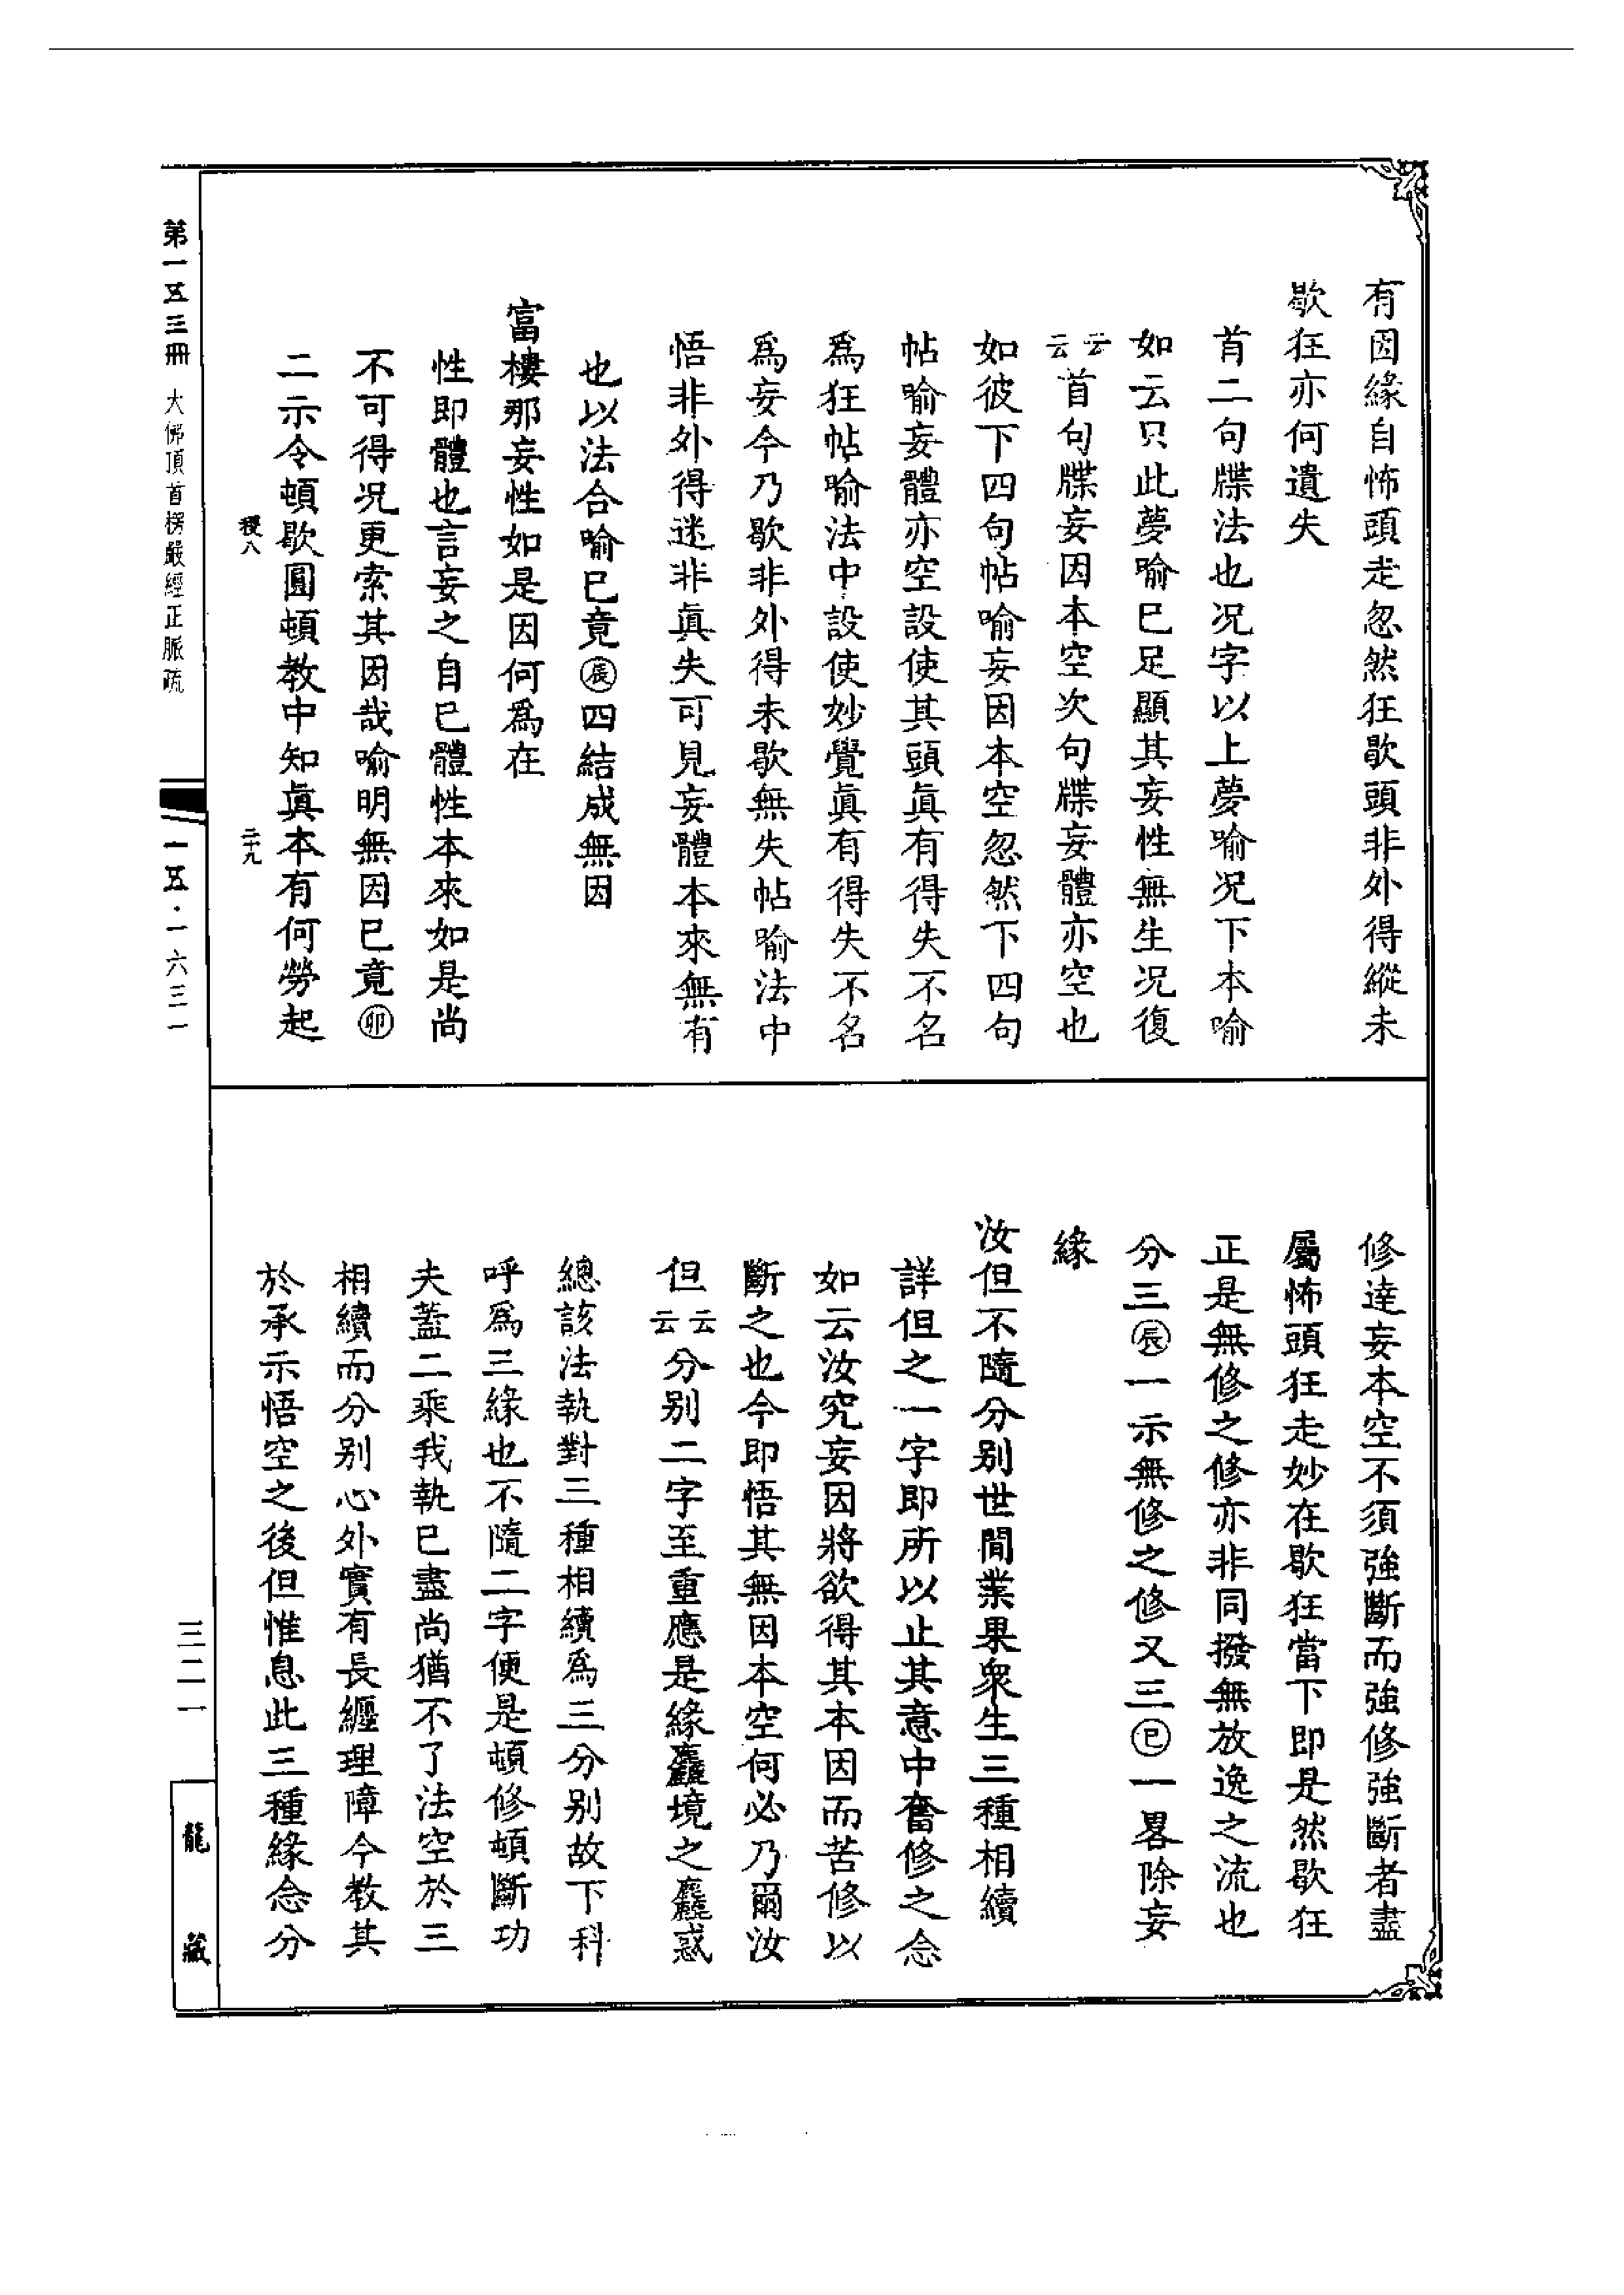 有因緣自怖頭走忽然狂歇頭非外得縱未
歇狂亦何遺失
首二句牒法也况字以上夢喻况下本喻
如云只此夢喻巳足顯其妄性無生况復
云云首句牒妄因本空次句牒妄體亦空也
如彼下四句帖喻妄因本空忽然下四句
帖喻妄體亦空設使其頭眞有得失不名
爲狂帖喻法中設使妙覺眞有得失不名
爲妄今乃歇非外得未歇無失帖喻法中
悟非外得迷非眞失可見妄體本來無有
也以法合喻巳竟㊀辰四結成無因
富樓那妄性如是因何爲在
性即體也言妄之自巳體性本來如是尚
不可得况更索其因哉喻明無因巳竟卯
二示令頓歇圓頓教中知眞本有何勞起
稷八
二十九
修達妄本空不須強斷而強修強斷者盡
屬怖頭狂走妙在歇狂當下即是然歇狂
正是無修之修亦非同撥無放逸之流也
分三辰一示無修之修又三巳一畧除妄
緣
汝但不隨分別世間業果衆生三種相續
詳但之一字即所以止其意中奮修之念
如云汝究妄因將欲得其本因而苦修以
斷之也今即悟其無因本空何必乃爾汝
但云云分別二字至重應是緣麤境之麤惑
總該法執對三種相續爲三分別故下科
呼爲三緣也不隨二字便是頓修頓斷功
夫蓋二乘我執巳盡尚猶不了法空於三
相續而分別心外實有長纏理障今教其
於承示悟空之後但惟息此三種緣念分
第一五三冊 大佛頂首楞嚴經正脈疏
一五·一六三一
三二一
龍藏